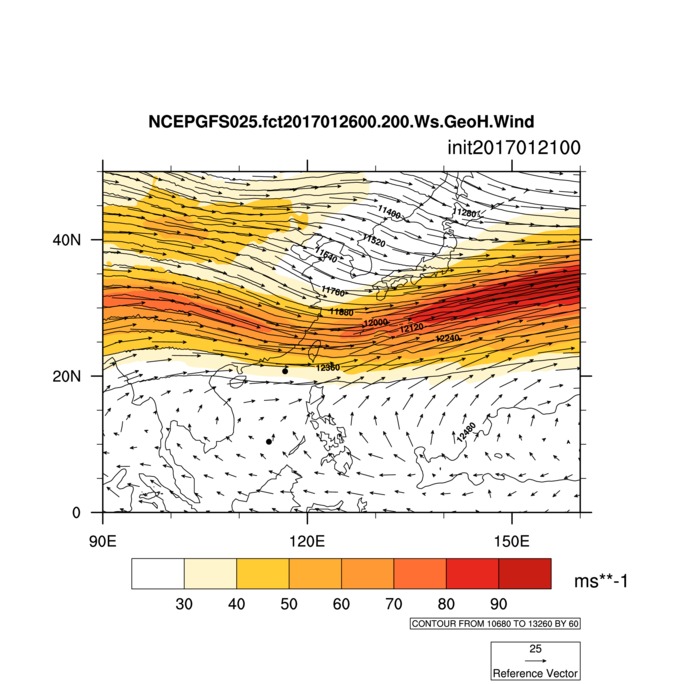 NCEPGFS025.fct2017012600.200.Ws.GeoH.Wind
init2017012100
11400
11280
11520
11640
11760
11880
12000
12120
12240
12360
12480
40N
20N
0
90E
120E
150E
30
40
50
60
70
80
90
ms**-1
CONTOUR FROM 10680 TO 13260 BY 60
25
Reference Vector